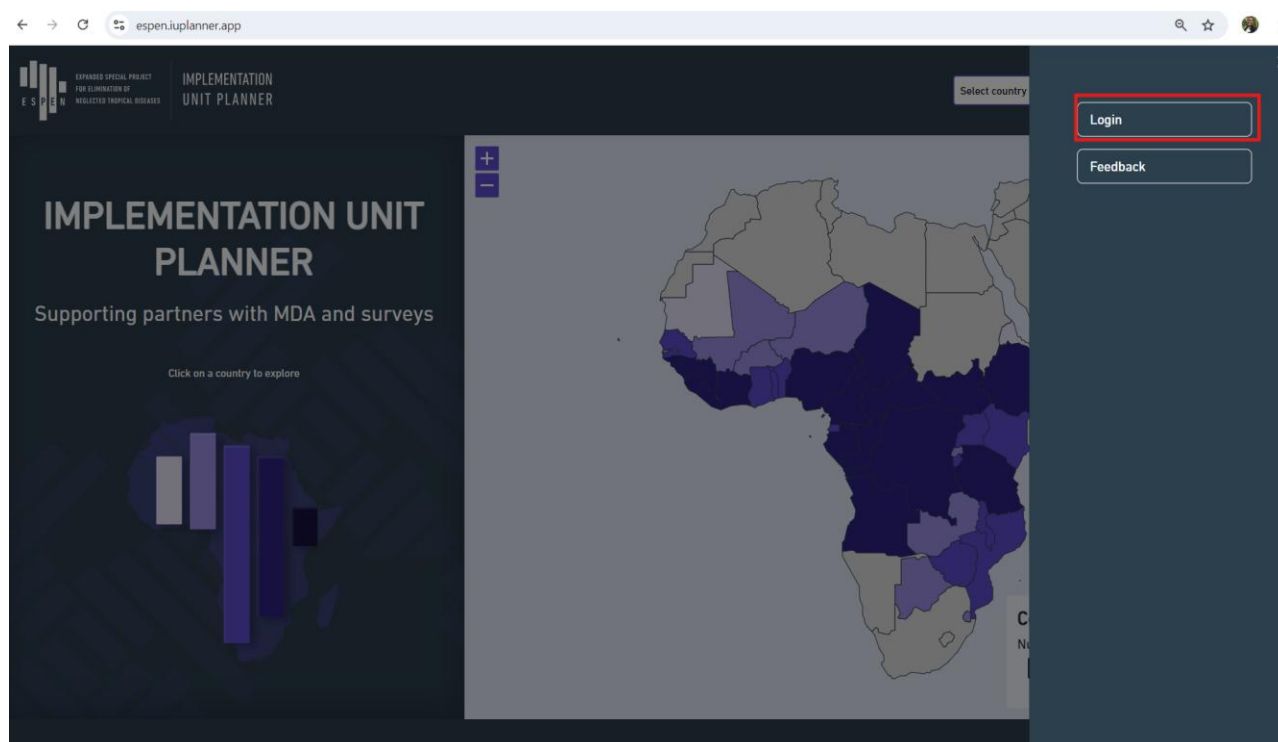 espen.iuplanner.app
EXPANDED SPECIAL PROJECT
FOR ELIMINATION OF
NEGLECTED TROPICAL DISEASES
E S P E N
IMPLEMENTATION
UNIT PLANNER
Select country
Login
Feedback
IMPLEMENTATION UNIT
PLANNER
Supporting partners with MDA and surveys
Click on a country to explore
C
Nu